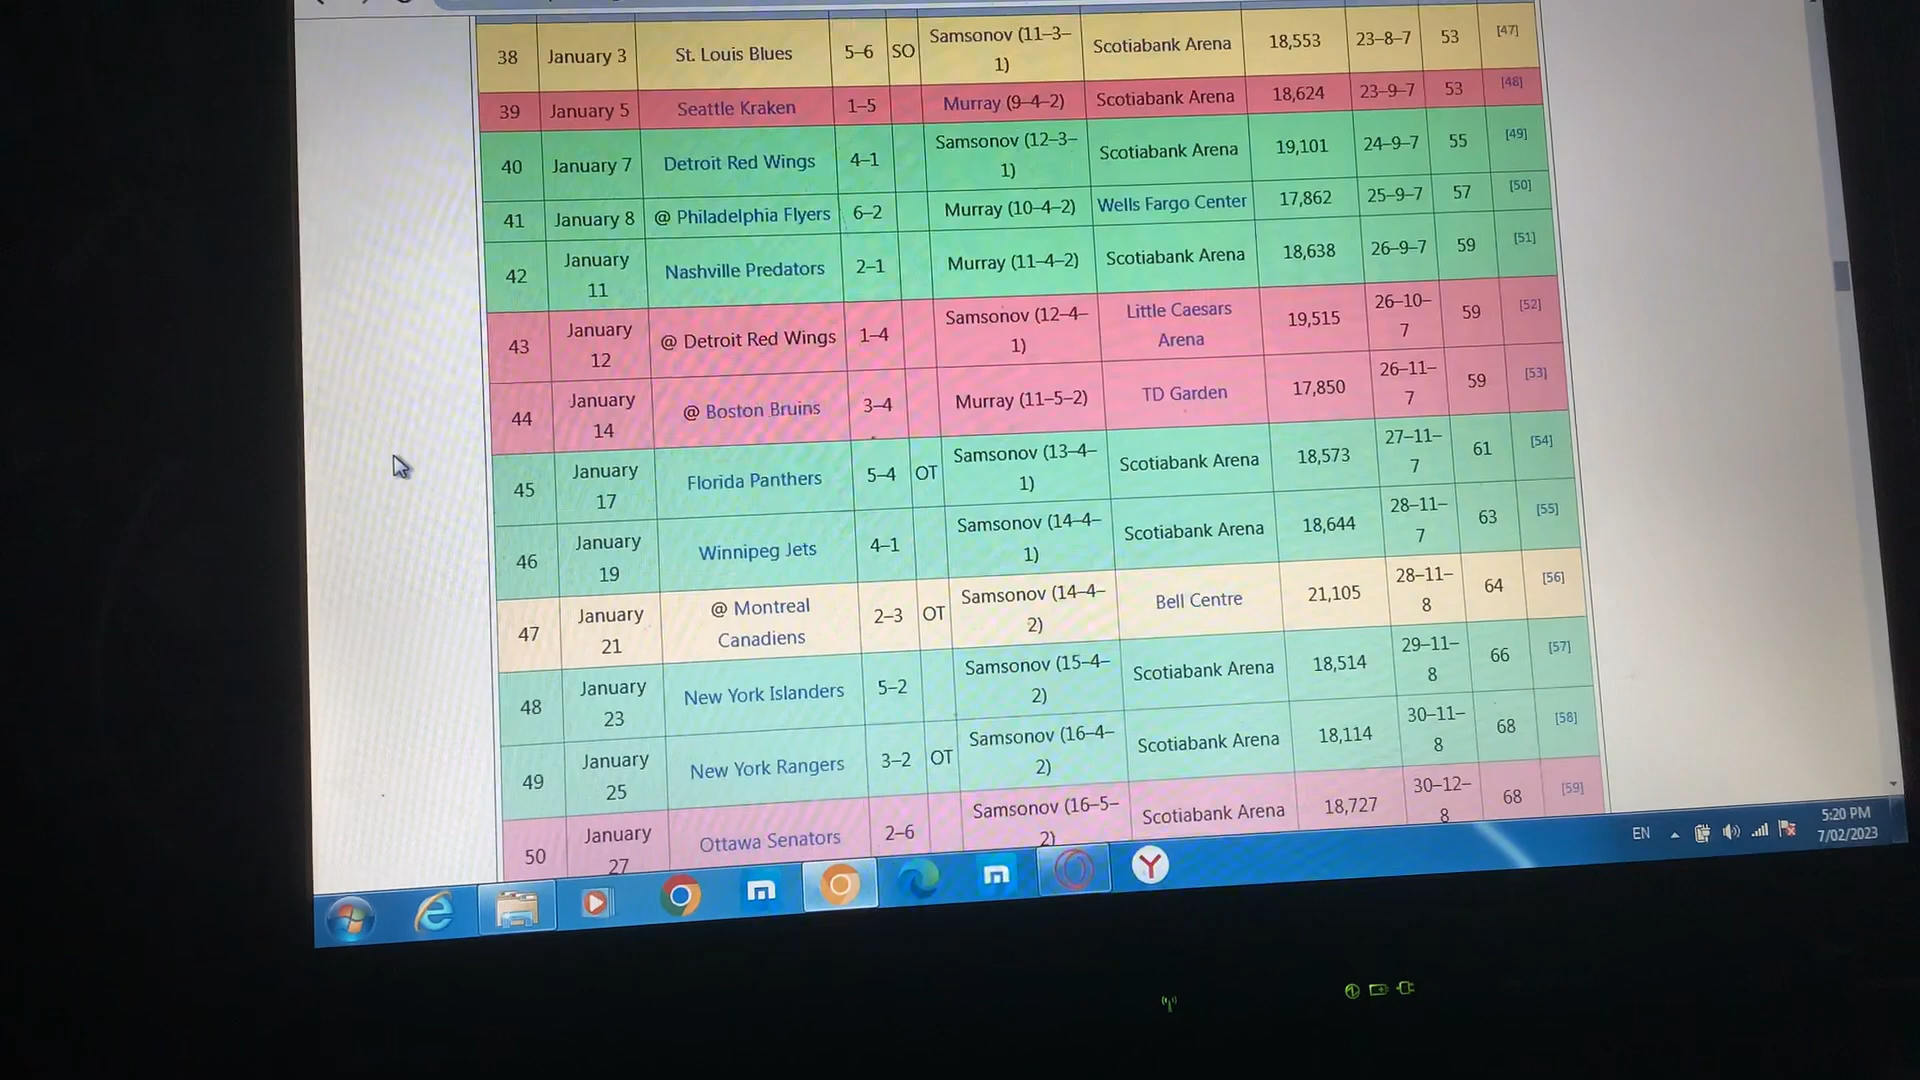 38 January 3 St. Louis Blues 5–6 SO Samsonov (11–3–1) Scotiabank Arena 18,553 23–8–7 53 [47]
39 January 5 Seattle Kraken 1–5 Murray (9–4–2) Scotiabank Arena 18,624 23–9–7 53 [48]
40 January 7 Detroit Red Wings 4–1 Samsonov (12–3–1) Scotiabank Arena 19,101 24–9–7 55 [49]
41 January 8 @ Philadelphia Flyers 6–2 Murray (10–4–2) Wells Fargo Center 17,862 25–9–7 57 [50]
42 January 11 Nashville Predators 2–1 Murray (11–4–2) Scotiabank Arena 18,638 26–9–7 59 [51]
43 January 12 @ Detroit Red Wings 1–4 Samsonov (12–4–1) Little Caesars Arena 19,515 26–10–7 59 [52]
44 January 14 @ Boston Bruins 3–4 Murray (11–5–2) TD Garden 17,850 26–11–7 59 [53]
45 January 17 Florida Panthers 5–4 OT Samsonov (13–4–1) Scotiabank Arena 18,573 27–11–7 61 [54]
46 January 19 Winnipeg Jets 4–1 Samsonov (14–4–1) Scotiabank Arena 18,644 28–11–7 63 [55]
47 January 21 @ Montreal Canadiens 2–3 OT Samsonov (14–4–2) Bell Centre 21,105 28–11–8 64 [56]
48 January 23 New York Islanders 5–2 Samsonov (15–4–2) Scotiabank Arena 18,514 29–11–8 66 [57]
49 January 25 New York Rangers 3–2 OT Samsonov (16–4–2) Scotiabank Arena 18,114 30–11–8 68 [58]
50 January 27 Ottawa Senators 2–6 Samsonov (16–5–2) Scotiabank Arena 18,727 30–12–8 68 [59]
EN 5:20 PM
7/02/2023